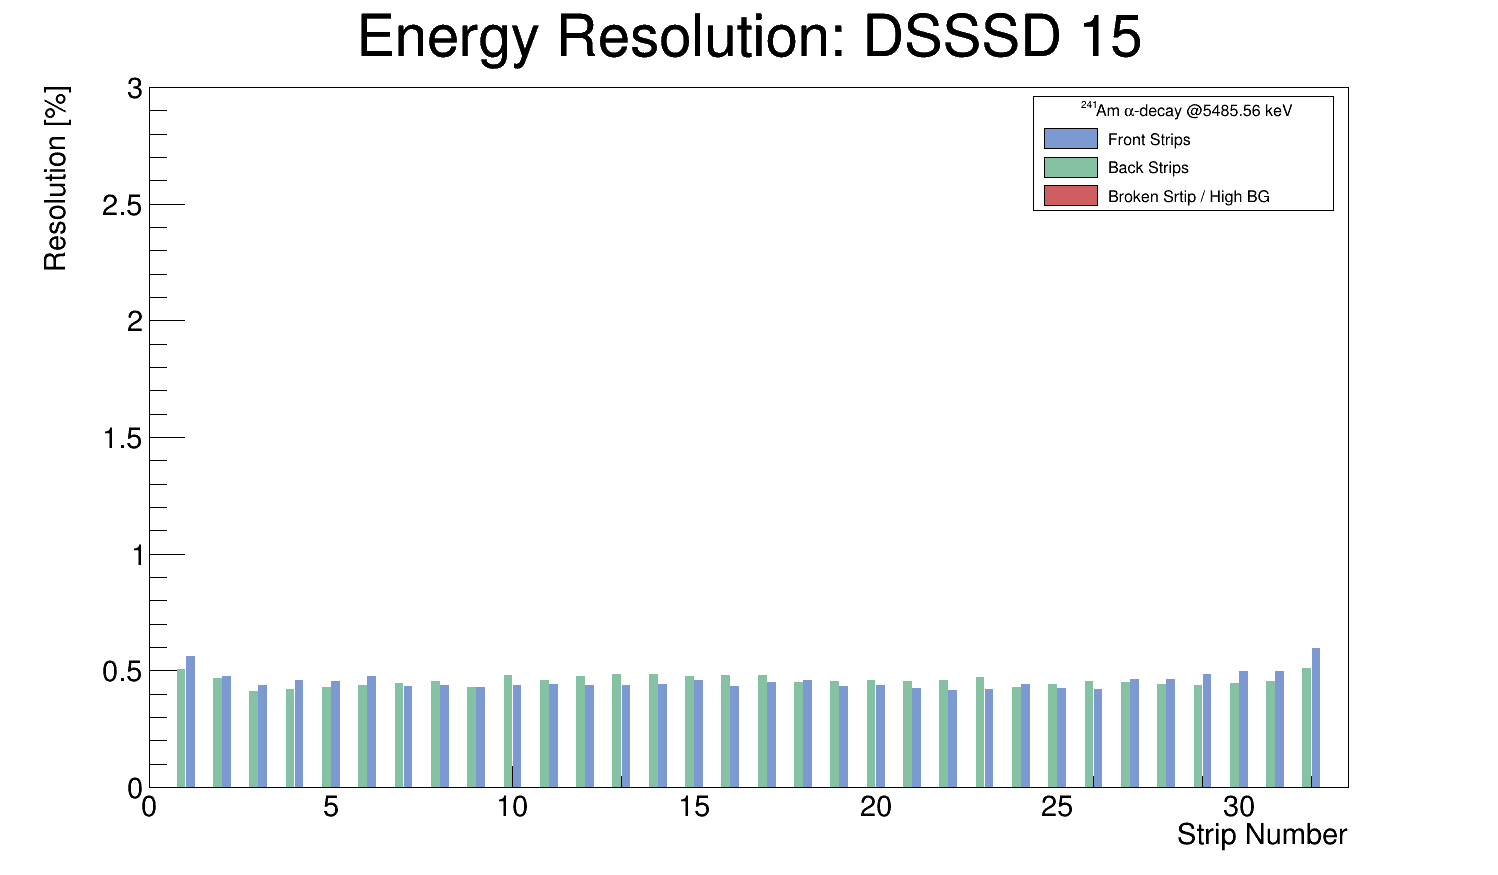 Energy Resolution: DSSSD 15
Resolution [%]
3
2.5
2
1.5
1
0.5
0
241Am α-decay @5485.56 keV
Front Strips
Back Strips
Broken Srtip / High BG
0 5 10 15 20 25 30
Strip Number